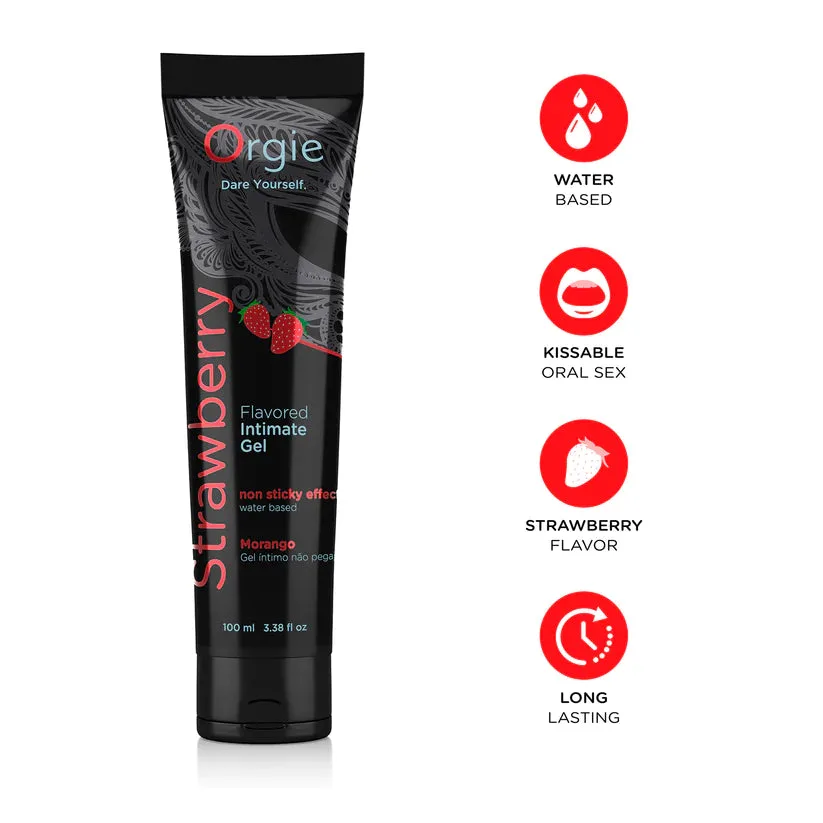 Orgie
Dare Yourself.
Strawberry
Flavored
Intimate
Gel
non sticky effect
water based
Morango
Gel íntimo não pega
100 ml 3.38 fl oz
WATER
BASED
KISSABLE
ORAL SEX
STRAWBERRY
FLAVOR
LONG
LASTING